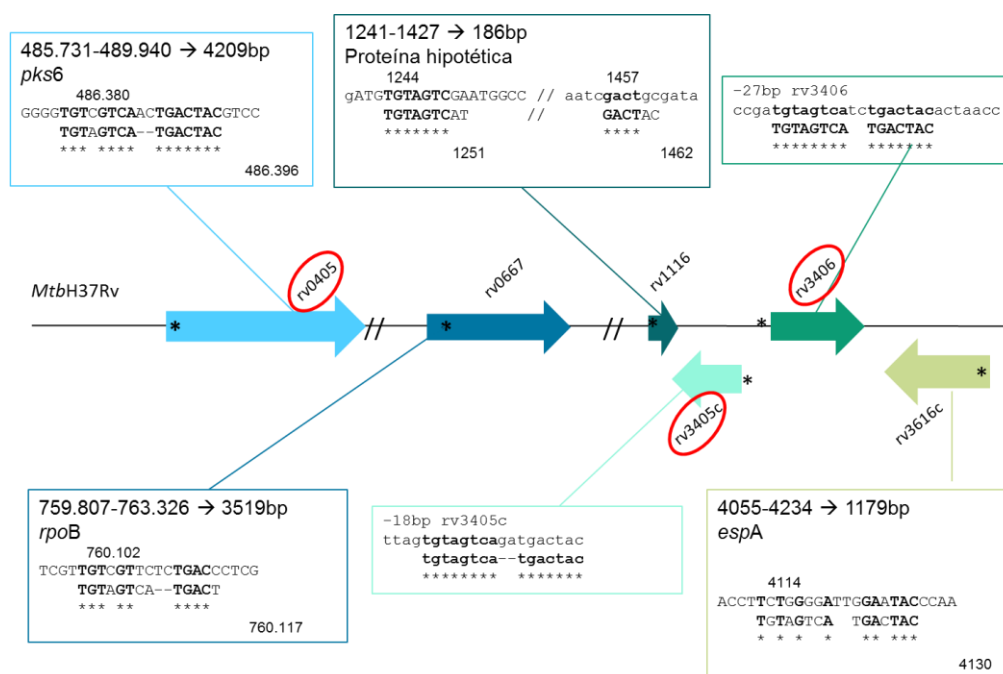 485.731-489.940 → 4209bp
pks6
486.380
GGGGTGTCGTCAACTGACTACGTCC
TGTAGTCA--TGACTAC
*** **** *******
486.396
1241-1427 → 186bp
Proteína hipotética
1244 1457
gATGTGTAGTCGAATGGCC // aatcgactgcgata
TGTAGTCAT // GACTAC
******* ****
1251 1462
-27bp rv3406
ccgatgtagtcatctgactacactaacc
TGTAGTCA TGACTAC
******** *******
MtbH37Rv
rv0405
rv0667
rv1116
rv3406
* // * // * *
rv3405c
*
rv3616c
*
759.807-763.326 → 3519bp
rpoB
760.102
TCGTTGTCGTTCTCTGACCCTCG
TGTAGTCA--TGACT
*** ** ****
760.117
-18bp rv3405c
ttagtgtagtcagatgactac
tgtagtca--tgactac
******** *******
4055-4234 → 1179bp
espA
4114
ACCTTCTGGGGATTGGAATACCCAA
TGTAGTCA TGACTAC
* * * * ** ***
4130